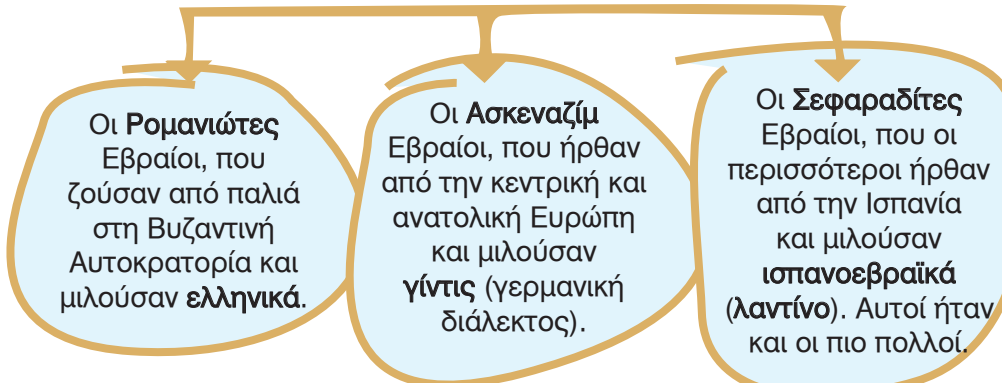 Οι Ρομανιώτες
Εβραίοι, που
ζούσαν από παλιά
στη Βυζαντινή
Αυτοκρατορία και
μιλούσαν ελληνικά.
Οι Ασκεναζίμ
Εβραίοι, που ήρθαν
από την κεντρική και
ανατολική Ευρώπη
και μιλούσαν
γίντις (γερμανική
διάλεκτος).
Οι Σεφαραδίτες
Εβραίοι, που οι
περισσότεροι ήρθαν
από την Ισπανία
και μιλούσαν
ισπανοεβραϊκά
(λαντίνο). Αυτοί ήταν
και οι πιο πολλοί.